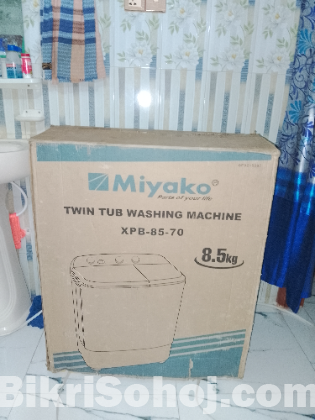 Miyako
TWIN TUB WASHING MACHINE
XPB-85-70
8.5kg
BikriSohoj.com